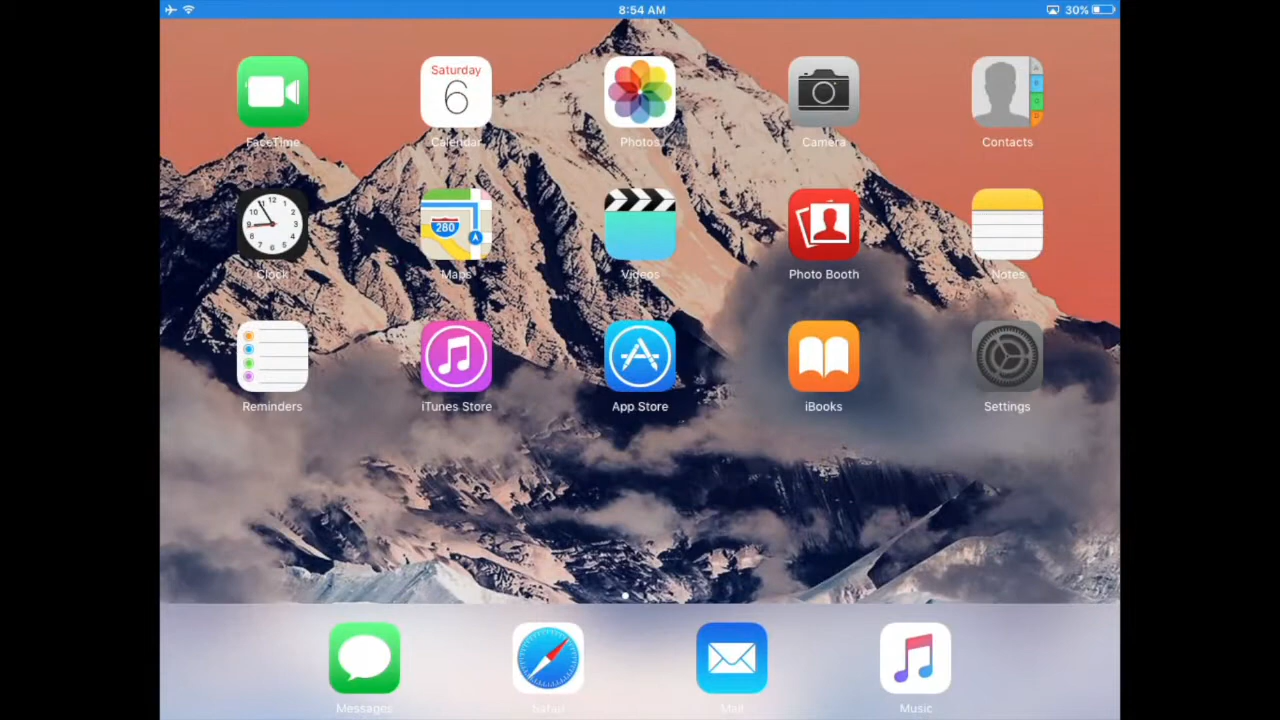 8:54 AM
30%
Saturday
6
FaceTime
Calendar
Photos
Camera
Contacts
280
Clock
Maps
Videos
Photo Booth
Notes
Reminders
iTunes Store
App Store
iBooks
Settings
Messages
Safari
Mail
Music